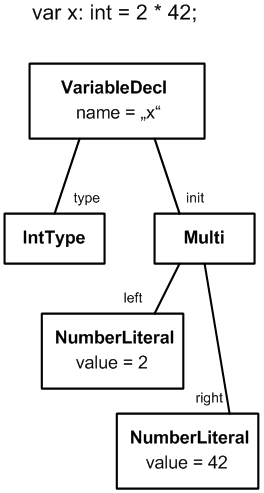 var x: int = 2 * 42;
VariableDecl
name = „x“
type
init
IntType
Multi
left
NumberLiteral
value = 2
right
NumberLiteral
value = 42